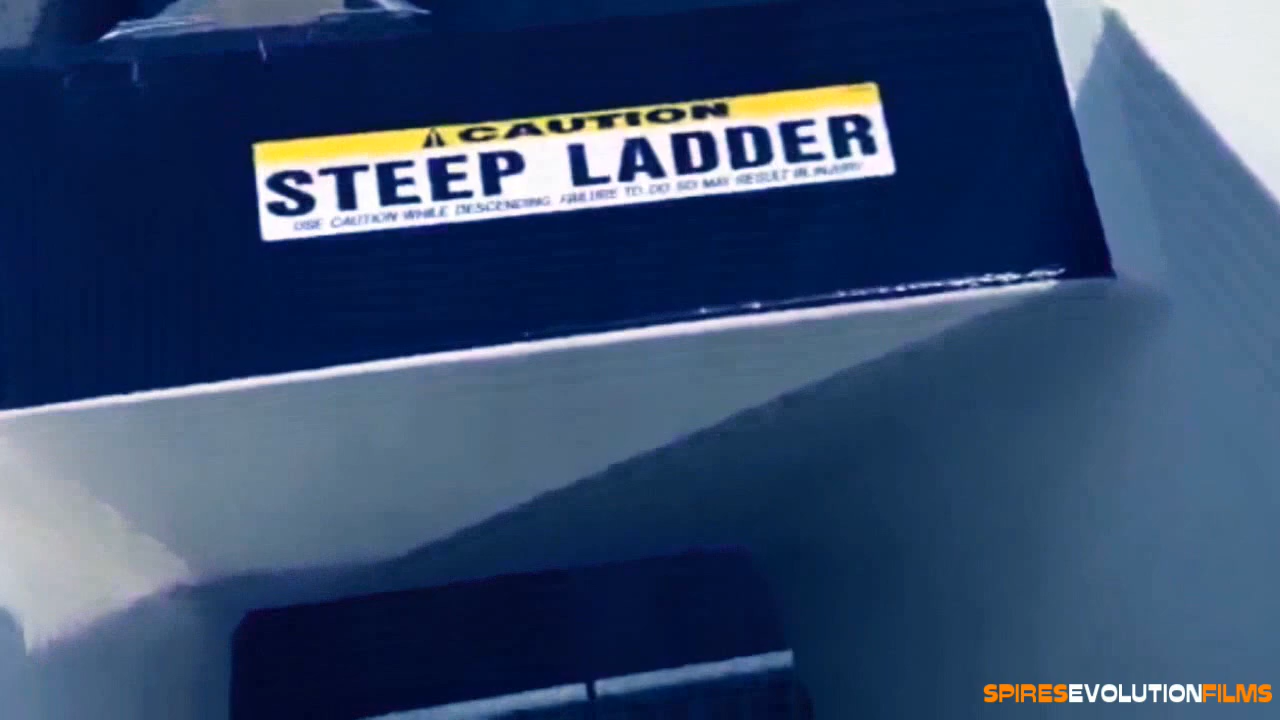 CAUTION
STEEP LADDER
USE CAUTION WHILE DESCENDING. FAILURE TO DO SO MAY RESULT IN INJURY
SPIRESEVOLUTIONFILMS